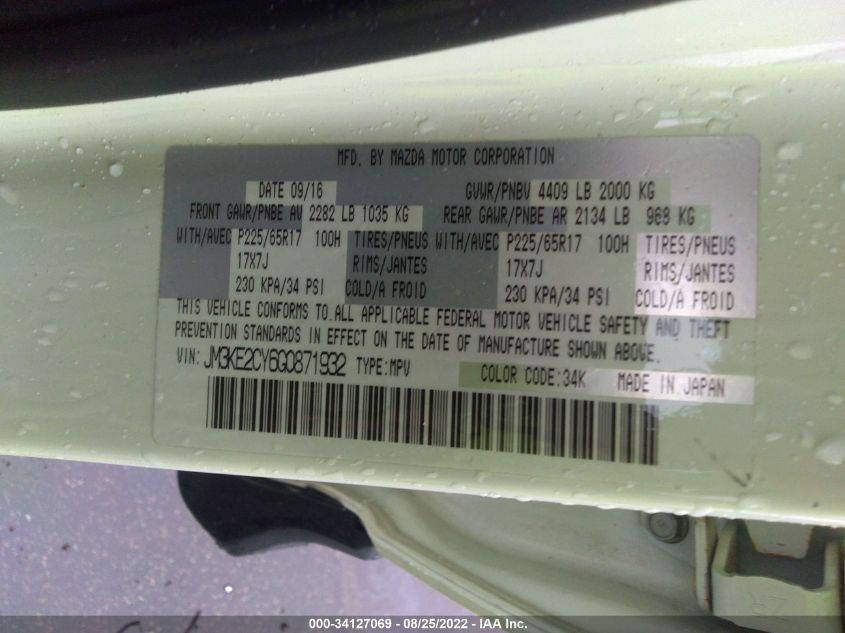 MFD. BY MAZDA MOTOR CORPORATION
DATE 09/16 GVWR/PNBV 4409 LB 2000 KG
FRONT GAWR/PNBE AV 2282 LB 1035 KG REAR GAWR/PNBE AR 2134 LB 968 KG
WITH/AVEC P225/65R17 100H TIRES/PNEUS WITH/AVEC P225/65R17 100H TIRES/PNEUS
17X7J RIMS/JANTES 17X7J RIMS/JANTES
230 KPA/34 PSI COLD/A FROID 230 KPA/34 PSI COLD/A FROID
THIS VEHICLE CONFORMS TO ALL APPLICABLE FEDERAL MOTOR VEHICLE SAFETY AND THEFT
PREVENTION STANDARDS IN EFFECT ON THE DATE OF MANUFACTURE SHOWN ABOVE.
VIN: JM3KE2CY6G0871932 TYPE:MPV COLOR CODE:34K MADE IN JAPAN
000-34127069 - 08/25/2022 - IAA Inc.